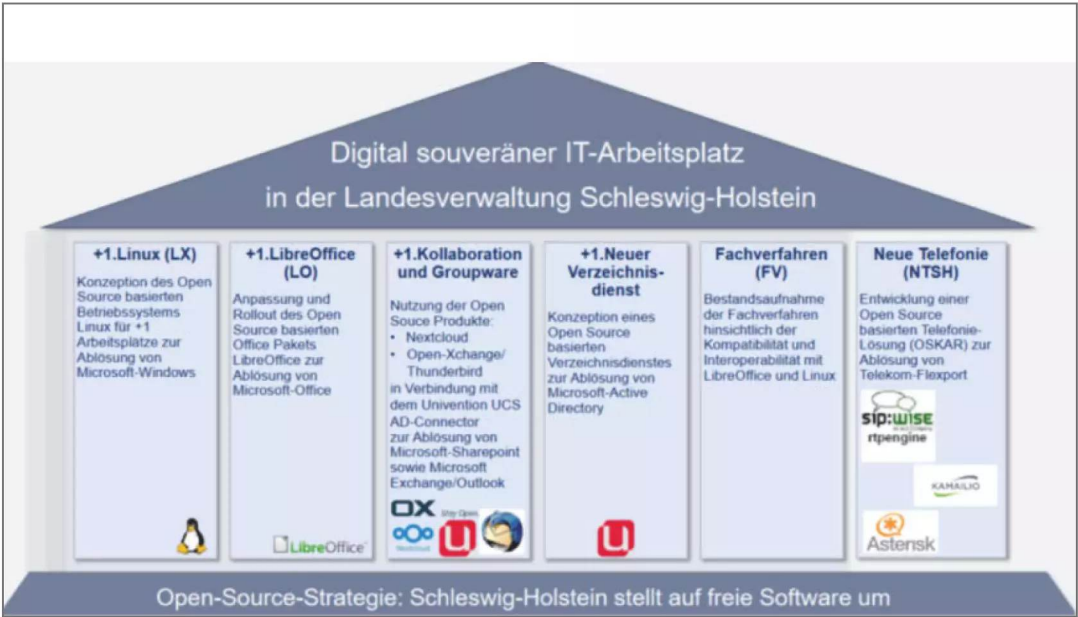 Digital souveräner IT-Arbeitsplatz
in der Landesverwaltung Schleswig-Holstein
+1.Linux (LX)
Konzeption des Open
Source basierten
Betriebssystems
Linux für +1
Arbeitsplätze zur
Ablösung von
Microsoft-Windows
+1.LibreOffice
(LO)
Anpassung und
Rollout des Open
Source basierten
Office Pakets
LibreOffice zur
Ablösung von
Microsoft-Office
LibreOffice
+1.Kollaboration
und Groupware
Nutzung der Open
Souce Produkte:
• Nextcloud
• Open-Xchange/
Thunderbird
in Verbindung mit
dem Univention UCS
AD-Connector
zur Ablösung von
Microsoft-Sharepoint
sowie Microsoft
Exchange/Outlook
OX Stay Open
Nextcloud
u
+1.Neuer
Verzeichnis-
dienst
Konzeption eines
Open Source
basierten
Verzeichnisdienstes
zur Ablösung von
Microsoft-Active
Directory
u
Fachverfahren
(FV)
Bestandsaufnahme
der Fachverfahren
hinsichtlich der
Kompatibilität und
Interoperabilität mit
LibreOffice und Linux
Neue Telefonie
(NTSH)
Entwicklung einer
Open Source
basierten Telefonie-
Lösung (OSKAR) zur
Ablösung von
Telekom-Flexport
sip:wise
rtpengine
KAMAILIO
Asterisk
Open-Source-Strategie: Schleswig-Holstein stellt auf freie Software um